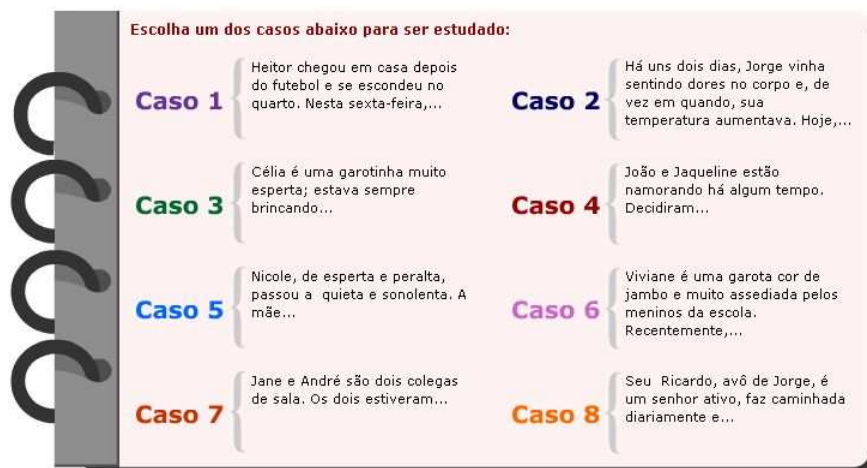 Escolha um dos casos abaixo para ser estudado:
Caso 1
Heitor chegou em casa depois
do futebol e se escondeu no
quarto. Nesta sexta-feira,...
Caso 2
Há uns dois dias, Jorge vinha
sentindo dores no corpo e, de
vez em quando, sua
temperatura aumentava. Hoje,...
Caso 3
Célia é uma garotinha muito
esperta; estava sempre
brincando...
Caso 4
João e Jaqueline estão
namorando há algum tempo.
Decidiram...
Caso 5
Nicole, de esperta e peralta,
passou a quieta e sonolenta. A
mãe...
Caso 6
Viviane é uma garota cor de
jambo e muito assediada pelos
meninos da escola.
Recentemente,...
Caso 7
Jane e André são dois colegas
de sala. Os dois estiveram...
Caso 8
Seu Ricardo, avô de Jorge, é
um senhor ativo, faz caminhada
diariamente e...